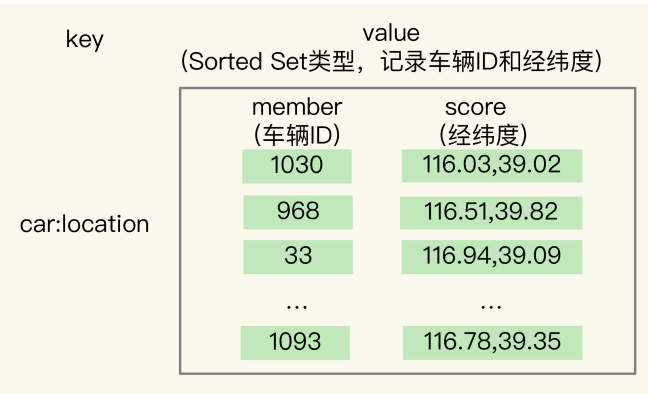 key
value
（Sorted Set类型，记录车辆ID和经纬度）
member
score
（车辆ID）
（经纬度）
1030
116.03,39.02
968
116.51,39.82
car:location
33
116.94,39.09
...
...
1093
116.78,39.35